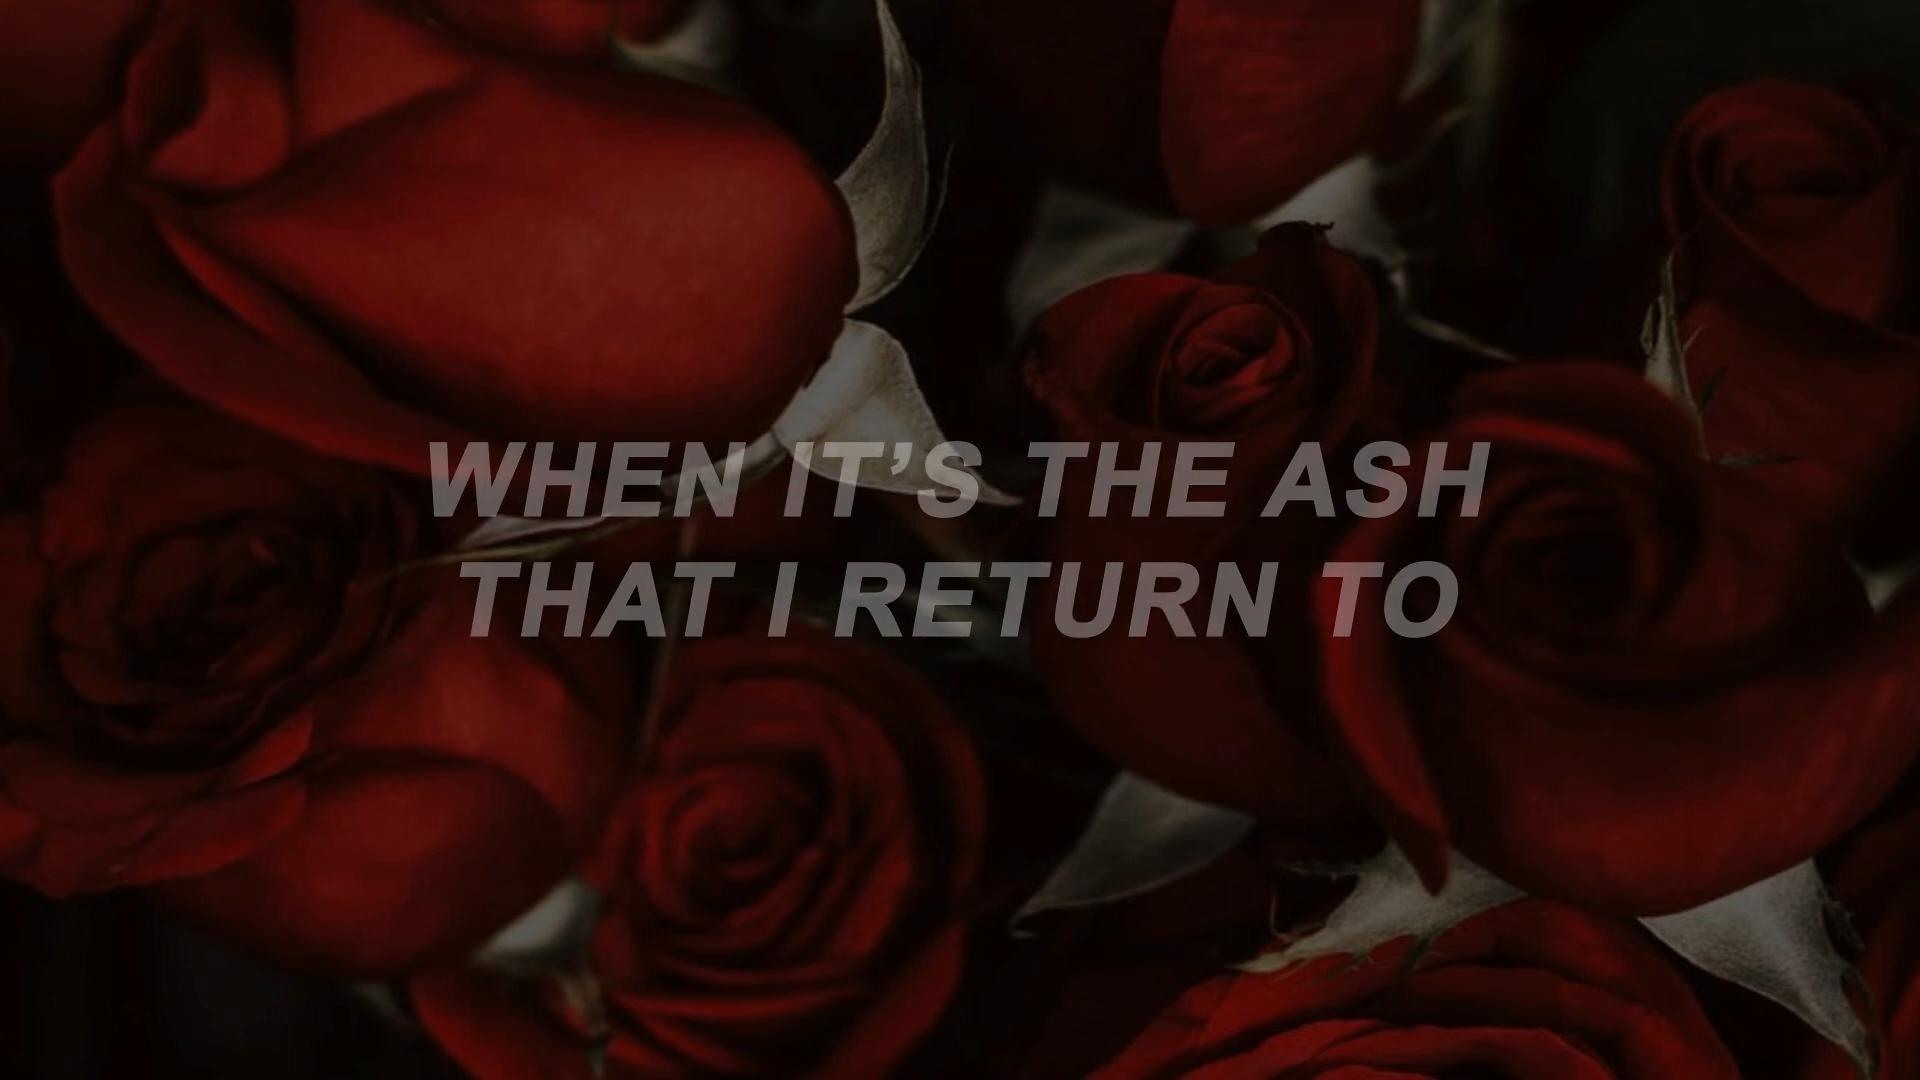 WHEN IT’S THE ASH
THAT I RETURN TO